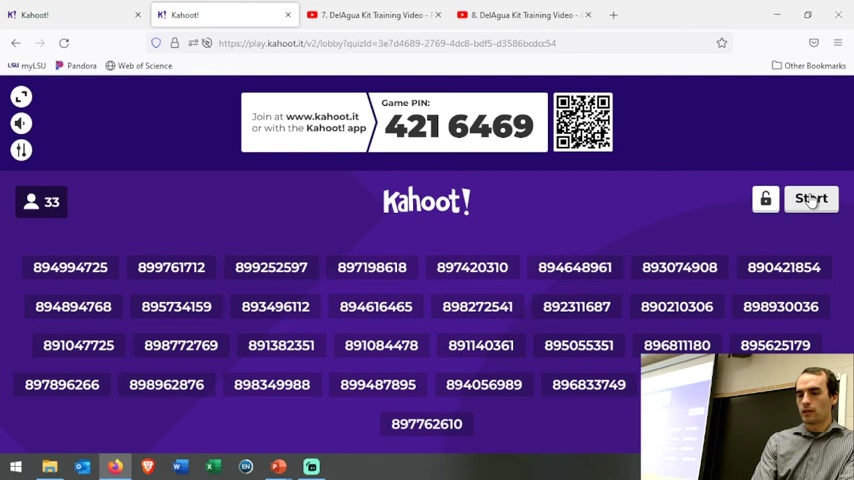 Kahoot!
Kahoot!
7. DelAgua Kit Training Video - F
8. DelAgua Kit Training Video -
https://play.kahoot.it/v2/lobby?quizId=3e7d4689-2769-4dc8-bdf5-d3586bcdcc54
LSU myLSU
Pandora
Web of Science
Other Bookmarks
Join at www.kahoot.it
or with the Kahoot! app
Game PIN:
421 6469
33
Kahoot!
Start
894994725 899761712 899252597 897198618 897420310 894648961 893074908 890421854
894894768 895734159 893496112 894616465 898272541 892311687 890210306 898930036
891047725 898772769 891382351 891084478 891140361 895055351 896811180 895625179
897896266 898962876 898349988 899487895 894056989 896833749
897762610
EN